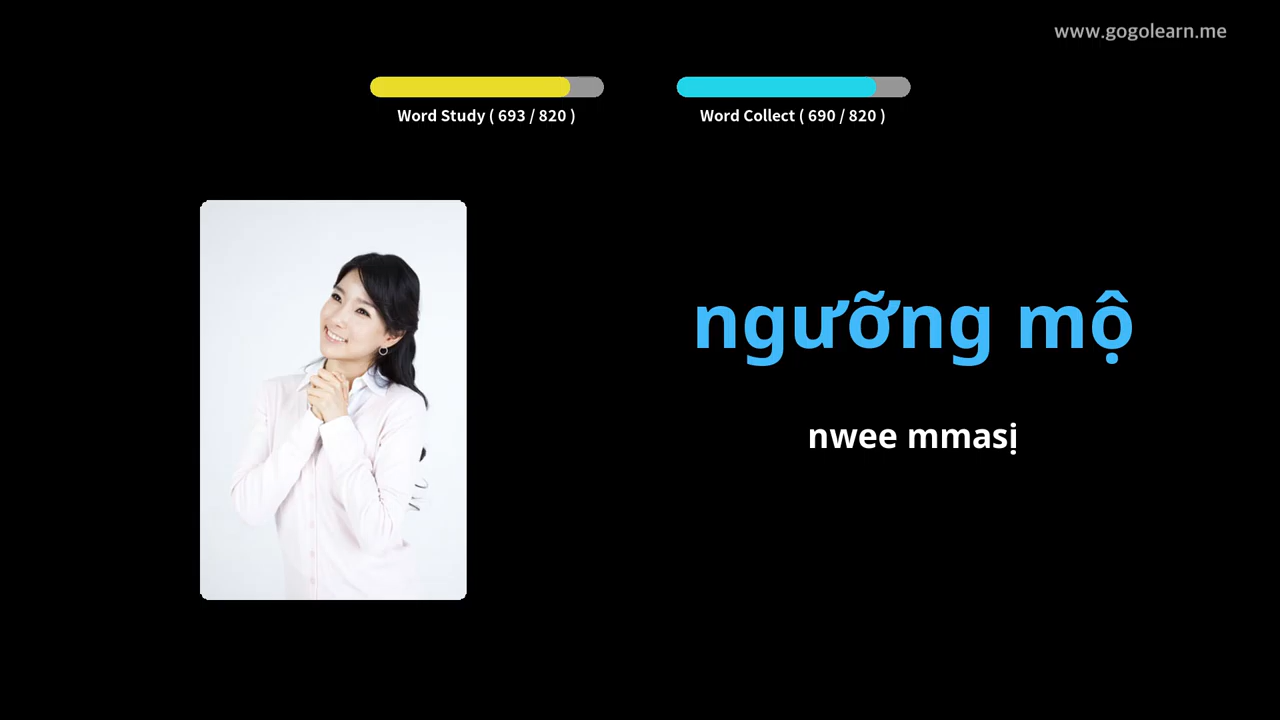 www.gogolearn.me
Word Study ( 693 / 820 )
Word Collect ( 690 / 820 )
ngưỡng mộ
nwee mmasị